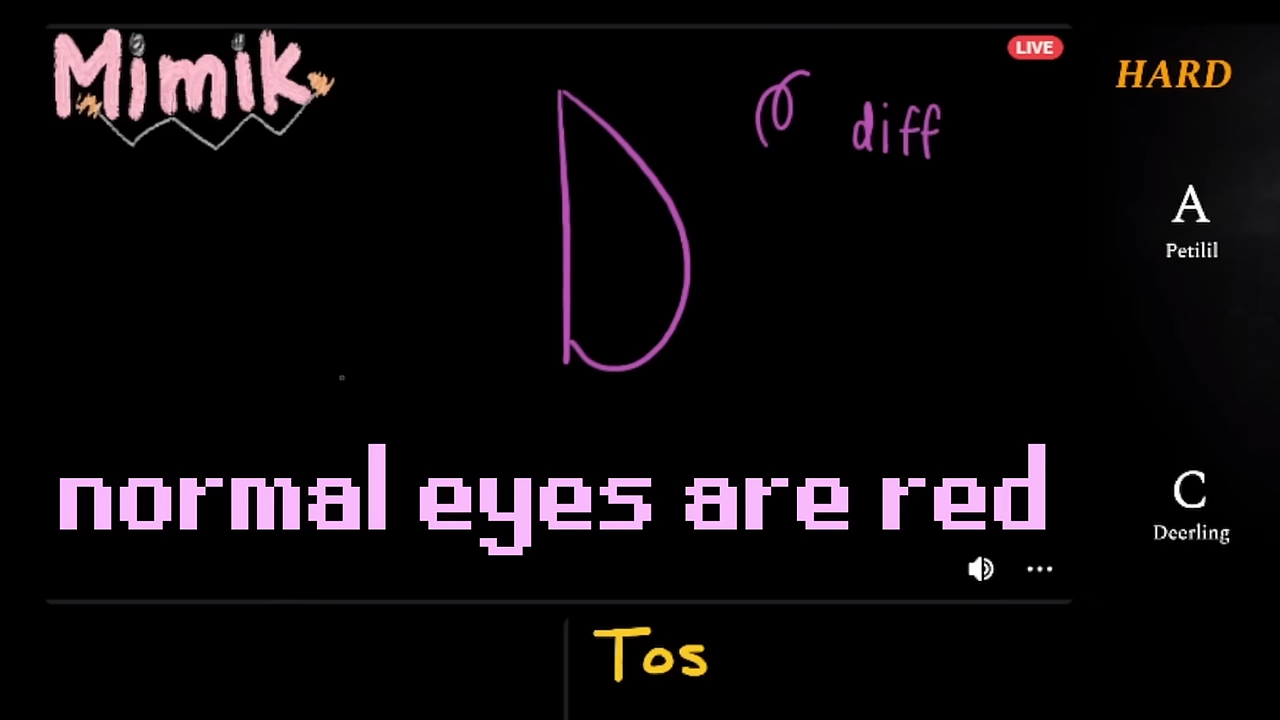 Mimik
LIVE
HARD
diff
D
A
Petilil
normal eyes are red
C
Deerling
Tos